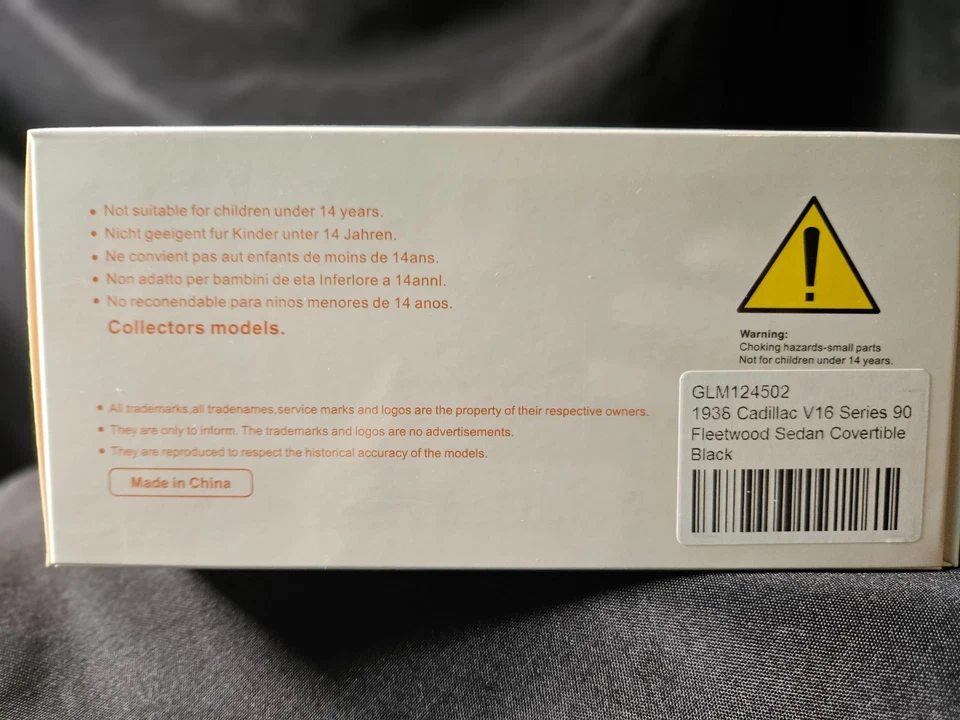 Not suitable for children under 14 years.
Nicht geeigent fur Kinder unter 14 Jahren.
Ne convient pas aut enfants de moins de 14ans.
Non adatto per bambini de eta Inferlore a 14annl.
No reconendable para ninos menores de 14 anos.
Collectors models.
All trademarks,all tradenames,service marks and logos are the property of their respective owners.
They are only to inform. The trademarks and logos are no advertisements.
They are reproduced to respect the historical accuracy of the models.
Made in China
Warning:
Choking hazards-small parts
Not for children under 14 years.
GLM124502
1938 Cadillac V16 Series 90
Fleetwood Sedan Covertible
Black